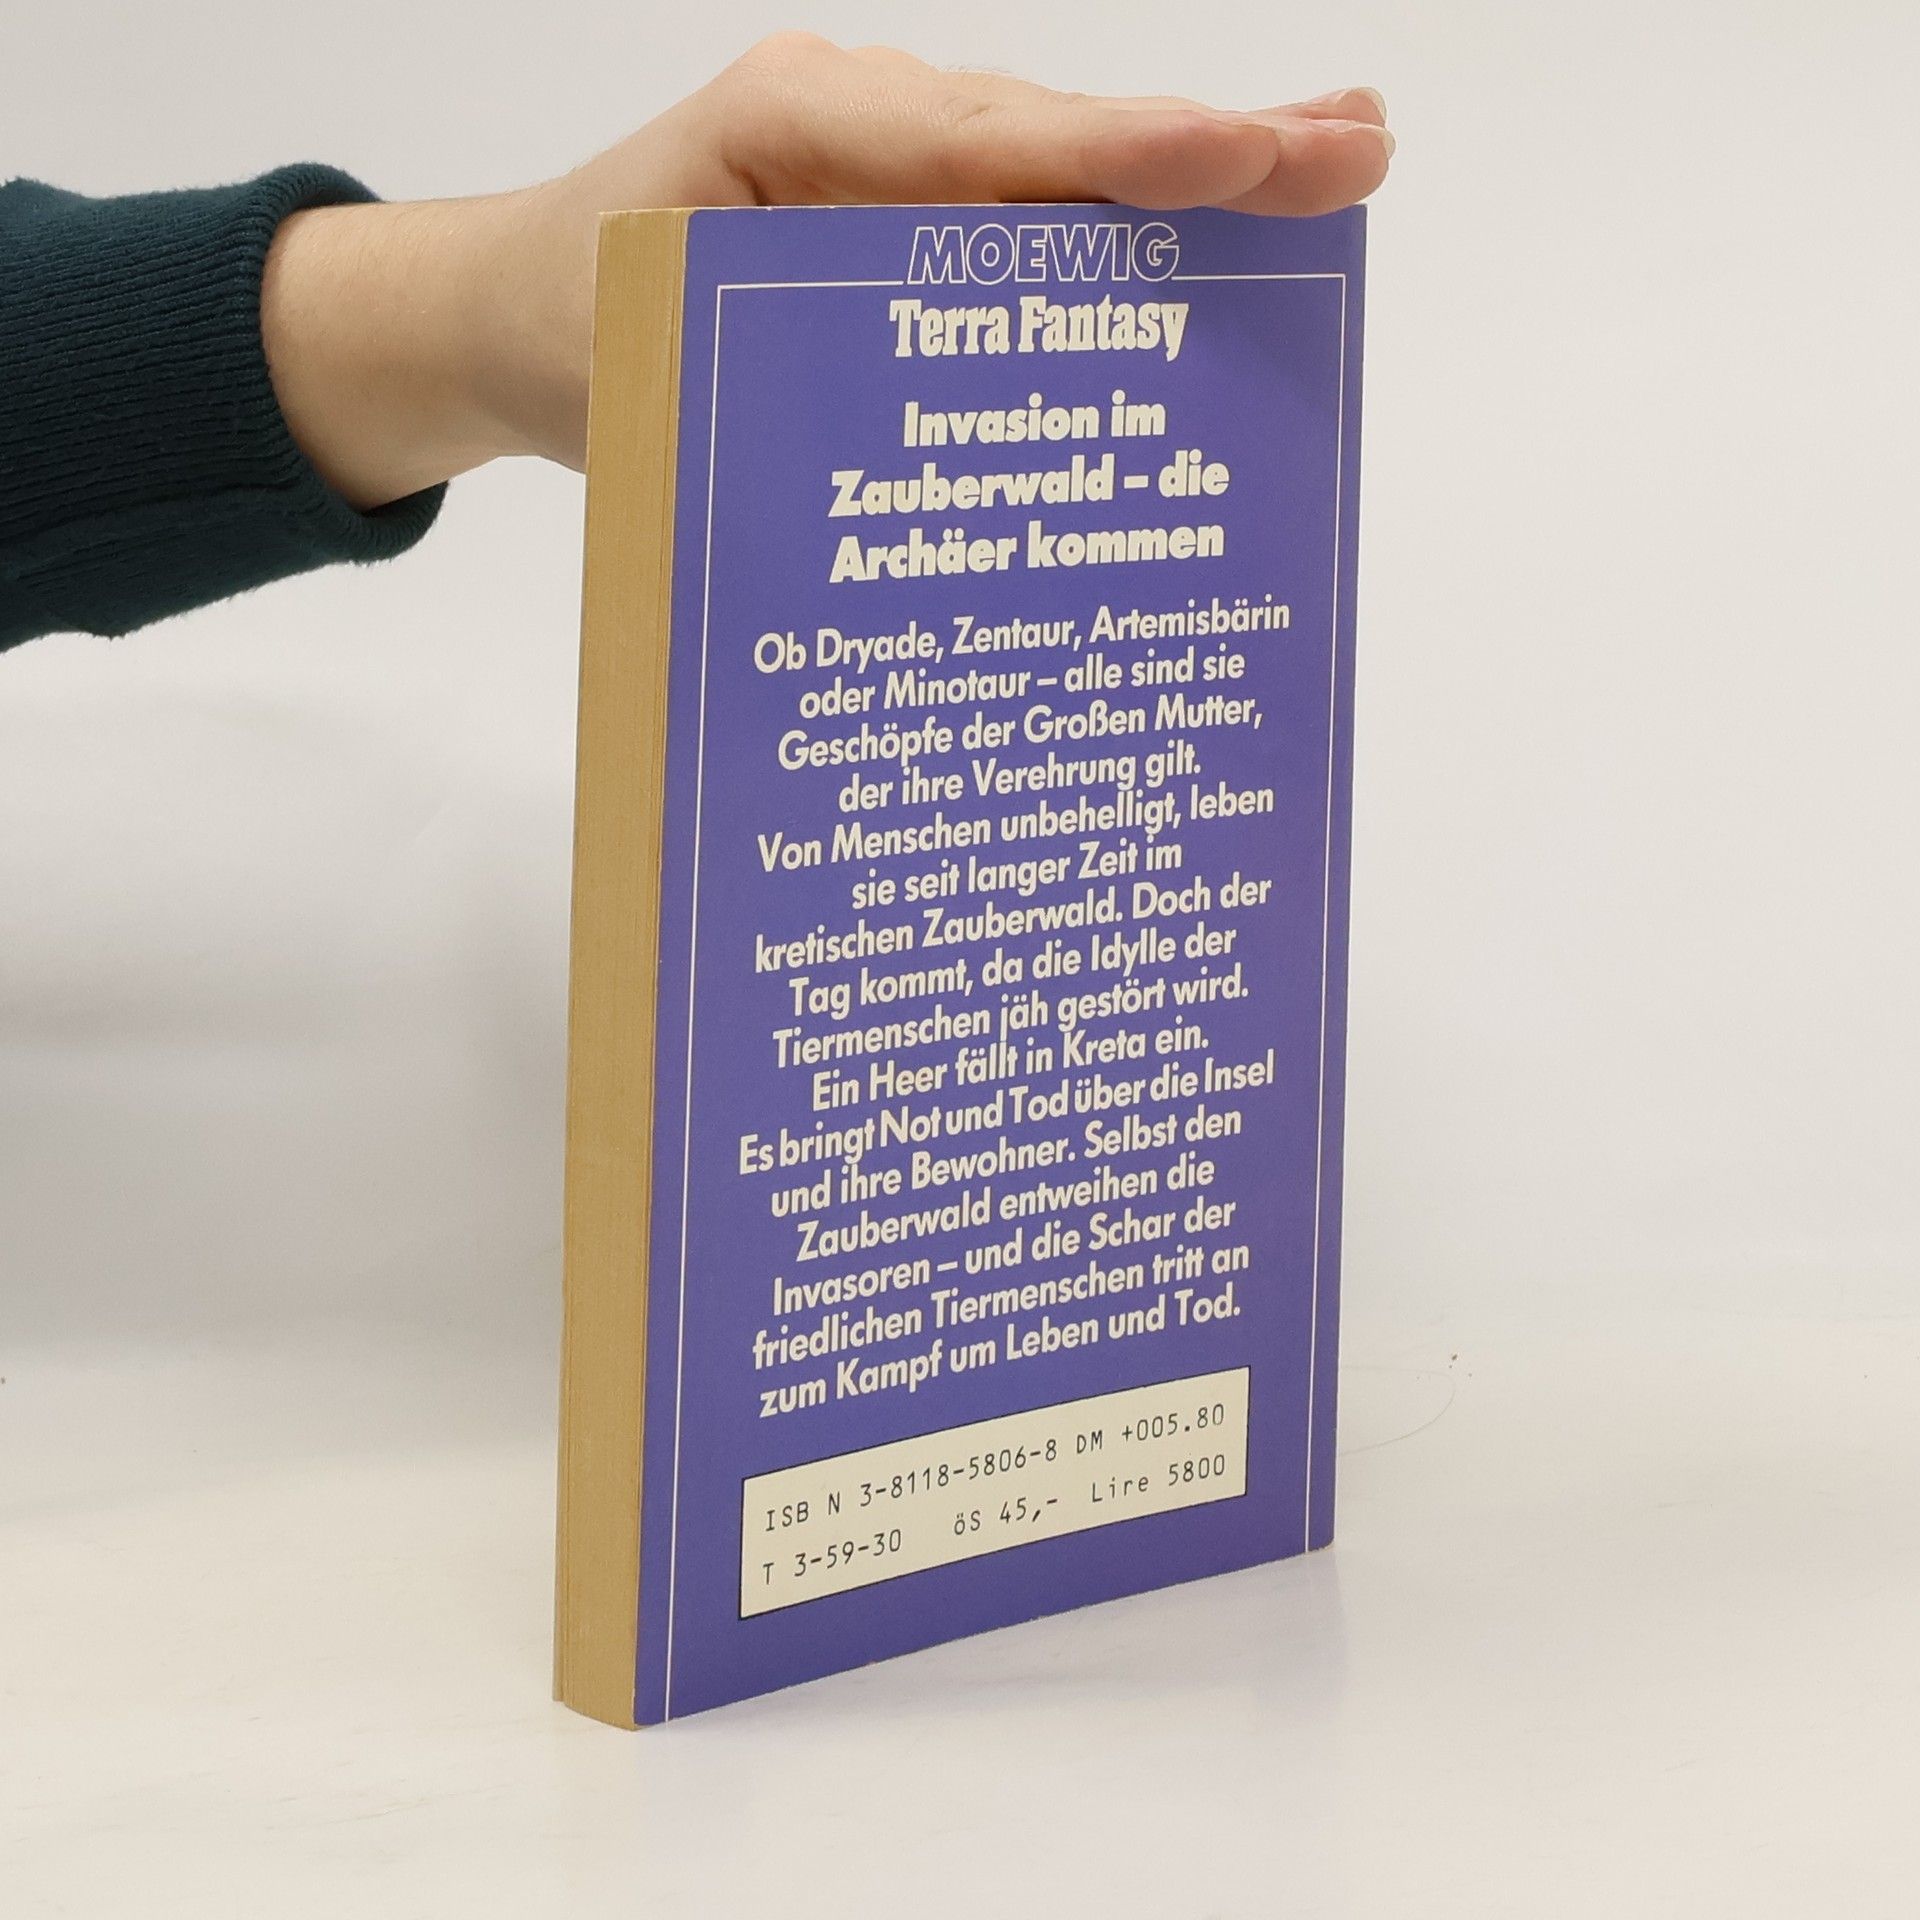 MOEWIG
Terra Fantasy
Invasion im
Zauberwald – die
Archäer kommen
Ob Dryade, Zentaur, Artemisbärin
oder Minotaur – alle sind sie
Geschöpfe der Großen Mutter,
der ihre Verehrung gilt.
Von Menschen unbehelligt, leben
sie seit langer Zeit im
kretischen Zauberwald. Doch der
Tag kommt, da die Idylle der
Tiermenschen jäh gestört wird.
Ein Heer fällt in Kreta ein.
Es bringt Not und Tod über die Insel
und ihre Bewohner. Selbst den
Zauberwald entweihen die
Invasoren – und die Schar der
friedlichen Tiermenschen tritt an
zum Kampf um Leben und Tod.
ISB N 3-8118-5806-8 DM +005.80
T 3-59-30 öS 45,- Lire 5800